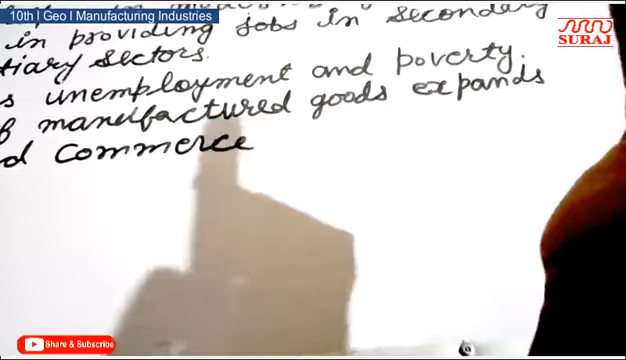 10th | Geo | Manufacturing Industries
SURAJ
in providing jobs in secondery
tiary sectors.
s unemployment and poverty.
f manufactured goods expands
d commerce
Share & Subscribe